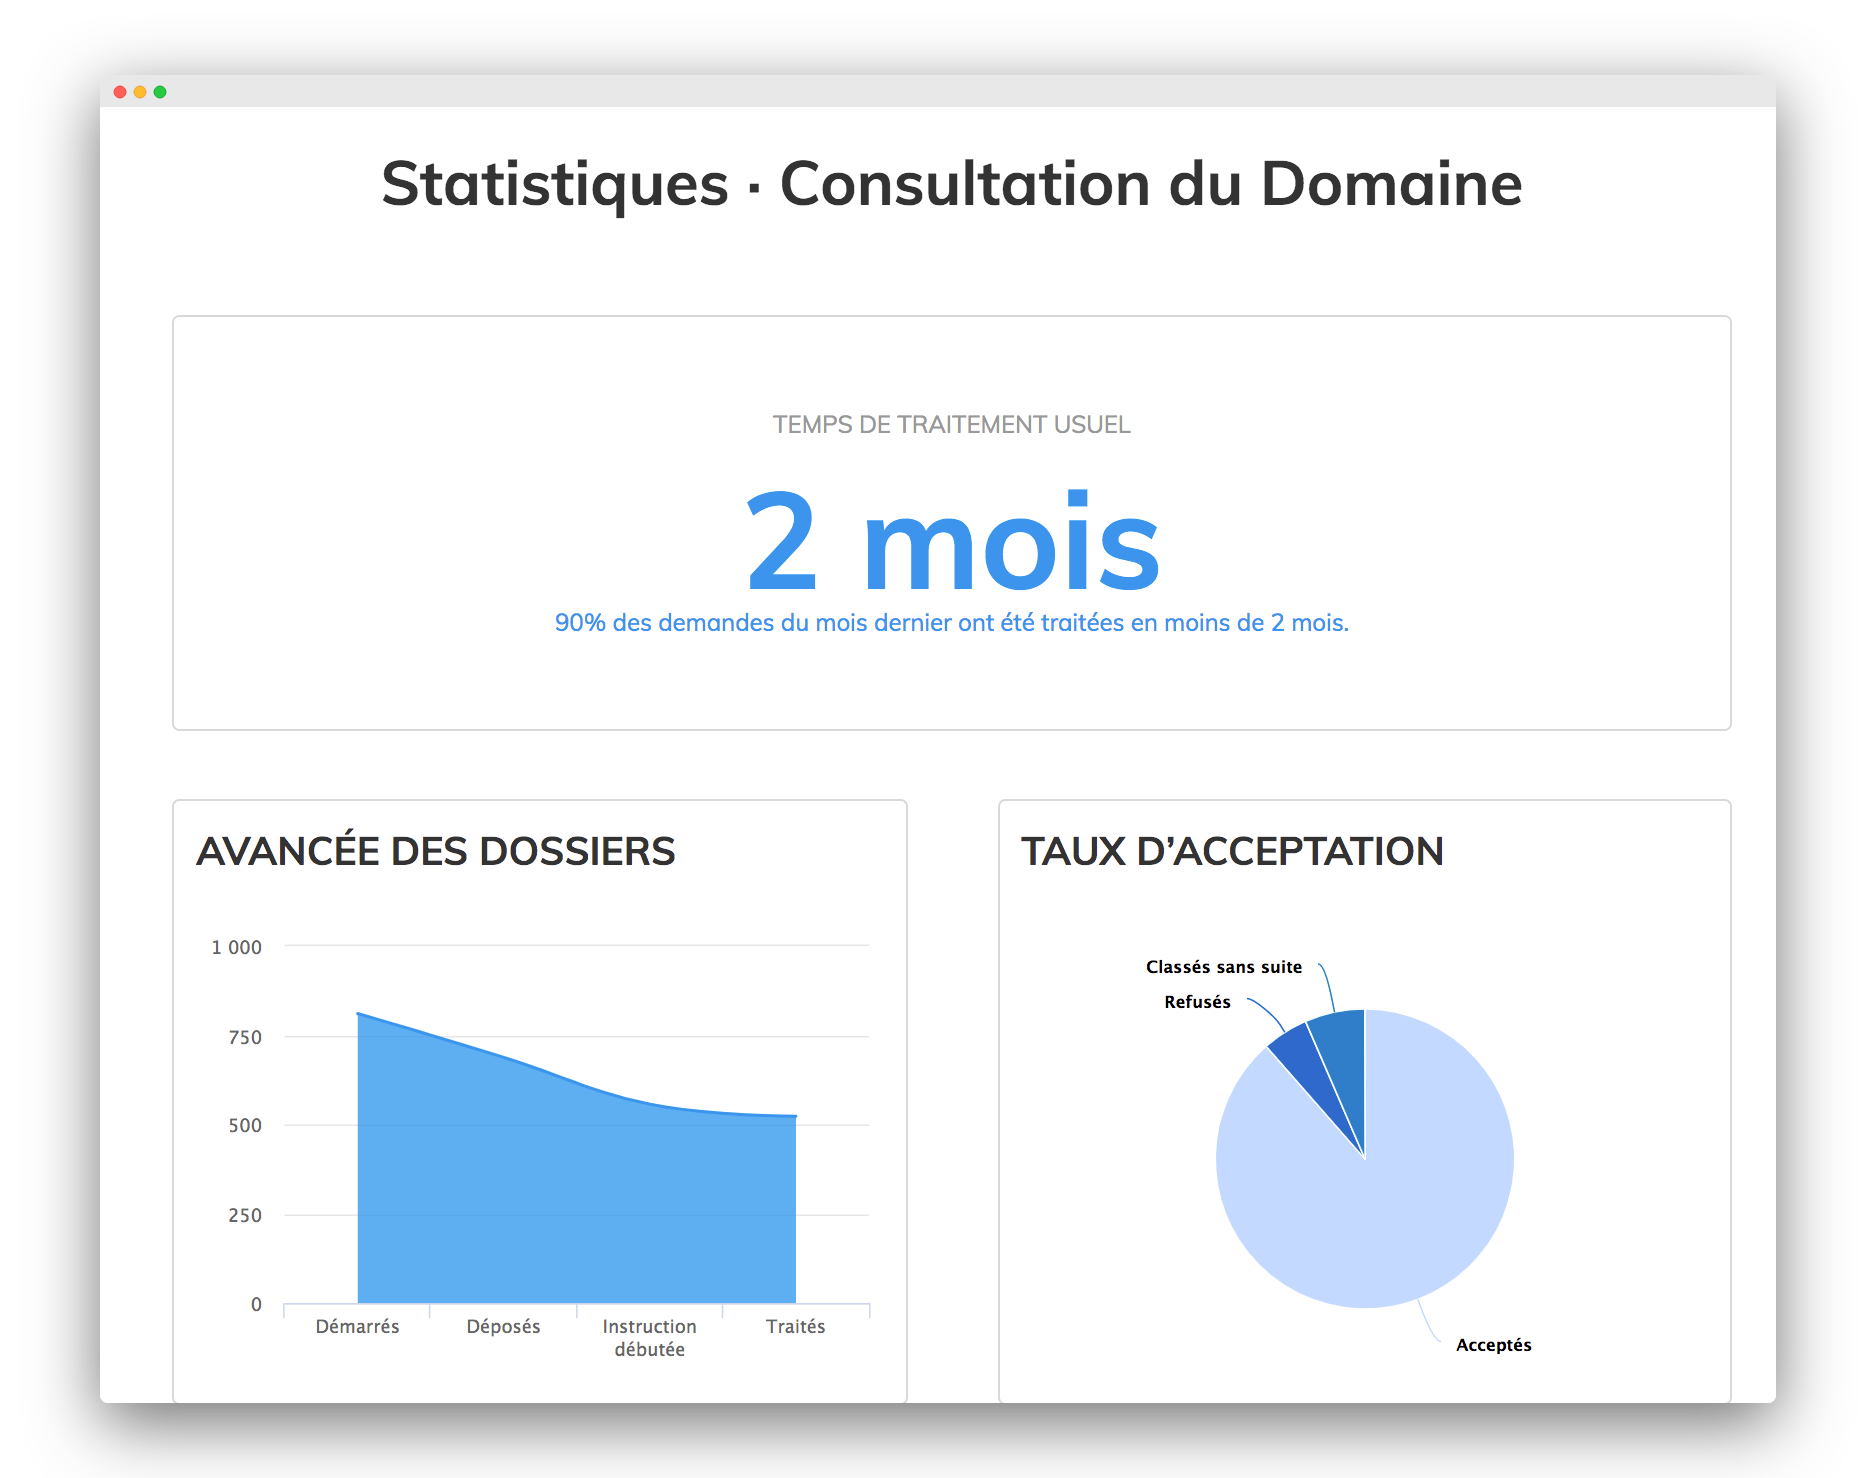 Statistiques · Consultation du Domaine
TEMPS DE TRAITEMENT USUEL
2 mois
90% des demandes du mois dernier ont été traitées en moins de 2 mois.
AVANCÉE DES DOSSIERS
1 000
750
500
250
0
Démarrés
Déposés
Instruction
débutée
Traités
TAUX D’ACCEPTATION
Classés sans suite
Refusés
Acceptés